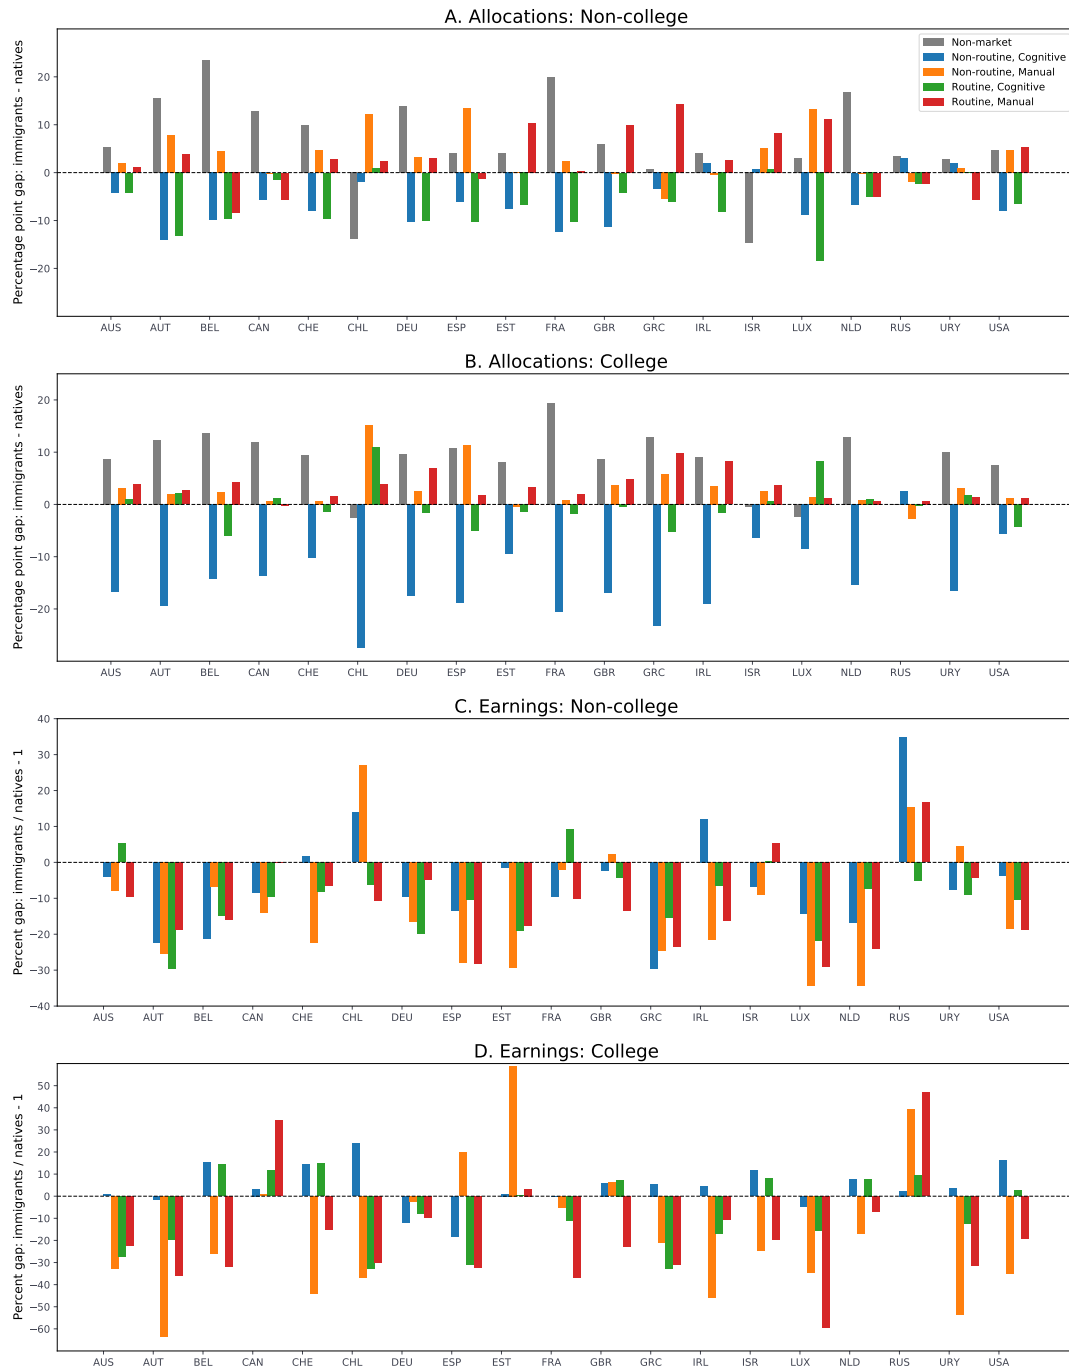 A. Allocations: Non-college
Percentage point gap: immigrants - natives
20
10
0
−10
−20
Non-market
Non-routine, Cognitive
Non-routine, Manual
Routine, Cognitive
Routine, Manual
AUS AUT BEL CAN CHE CHL DEU ESP EST FRA GBR GRC IRL ISR LUX NLD RUS URY USA
B. Allocations: College
Percentage point gap: immigrants - natives
20
10
0
−10
−20
AUS AUT BEL CAN CHE CHL DEU ESP EST FRA GBR GRC IRL ISR LUX NLD RUS URY USA
C. Earnings: Non-college
Percent gap: immigrants / natives - 1
40
30
20
10
0
−10
−20
−30
−40
AUS AUT BEL CAN CHE CHL DEU ESP EST FRA GBR GRC IRL ISR LUX NLD RUS URY USA
D. Earnings: College
Percent gap: immigrants / natives - 1
50
40
30
20
10
0
−10
−20
−30
−40
−50
−60
AUS AUT BEL CAN CHE CHL DEU ESP EST FRA GBR GRC IRL ISR LUX NLD RUS URY USA